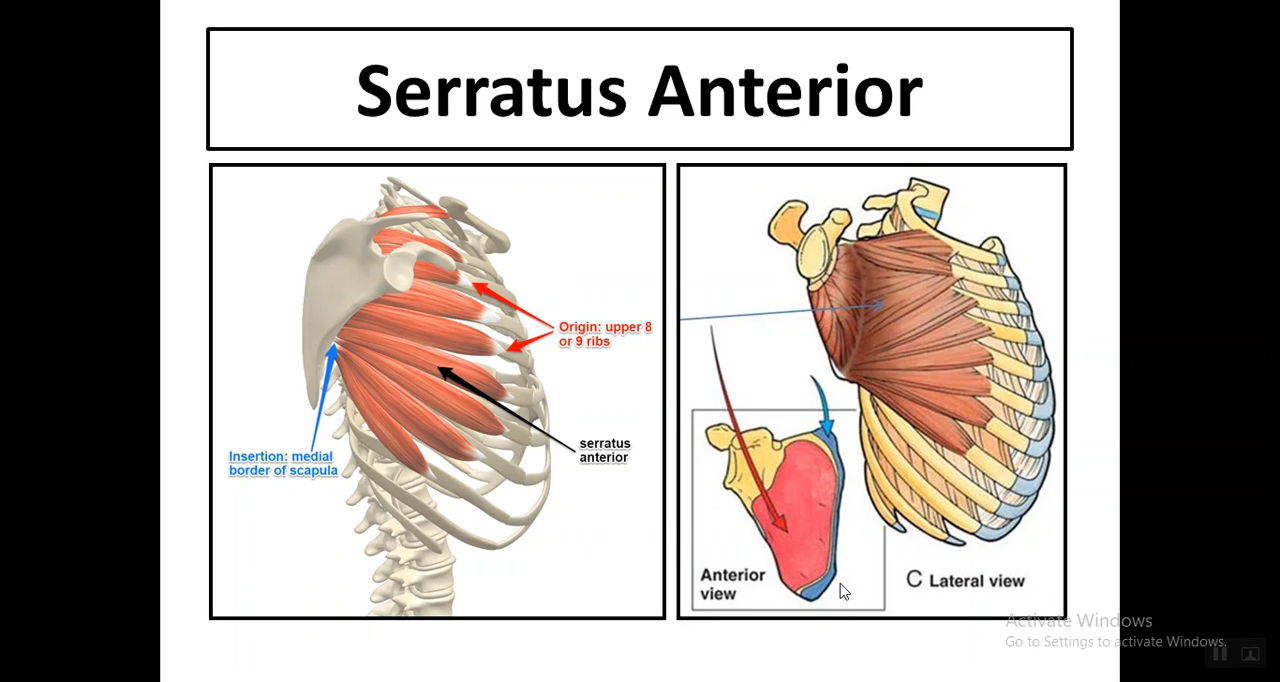 Serratus Anterior
Origin: upper 8
or 9 ribs
serratus
anterior
Insertion: medial
border of scapula
Anterior
view
C Lateral view
Activate Windows
Go to Settings to activate Windows.